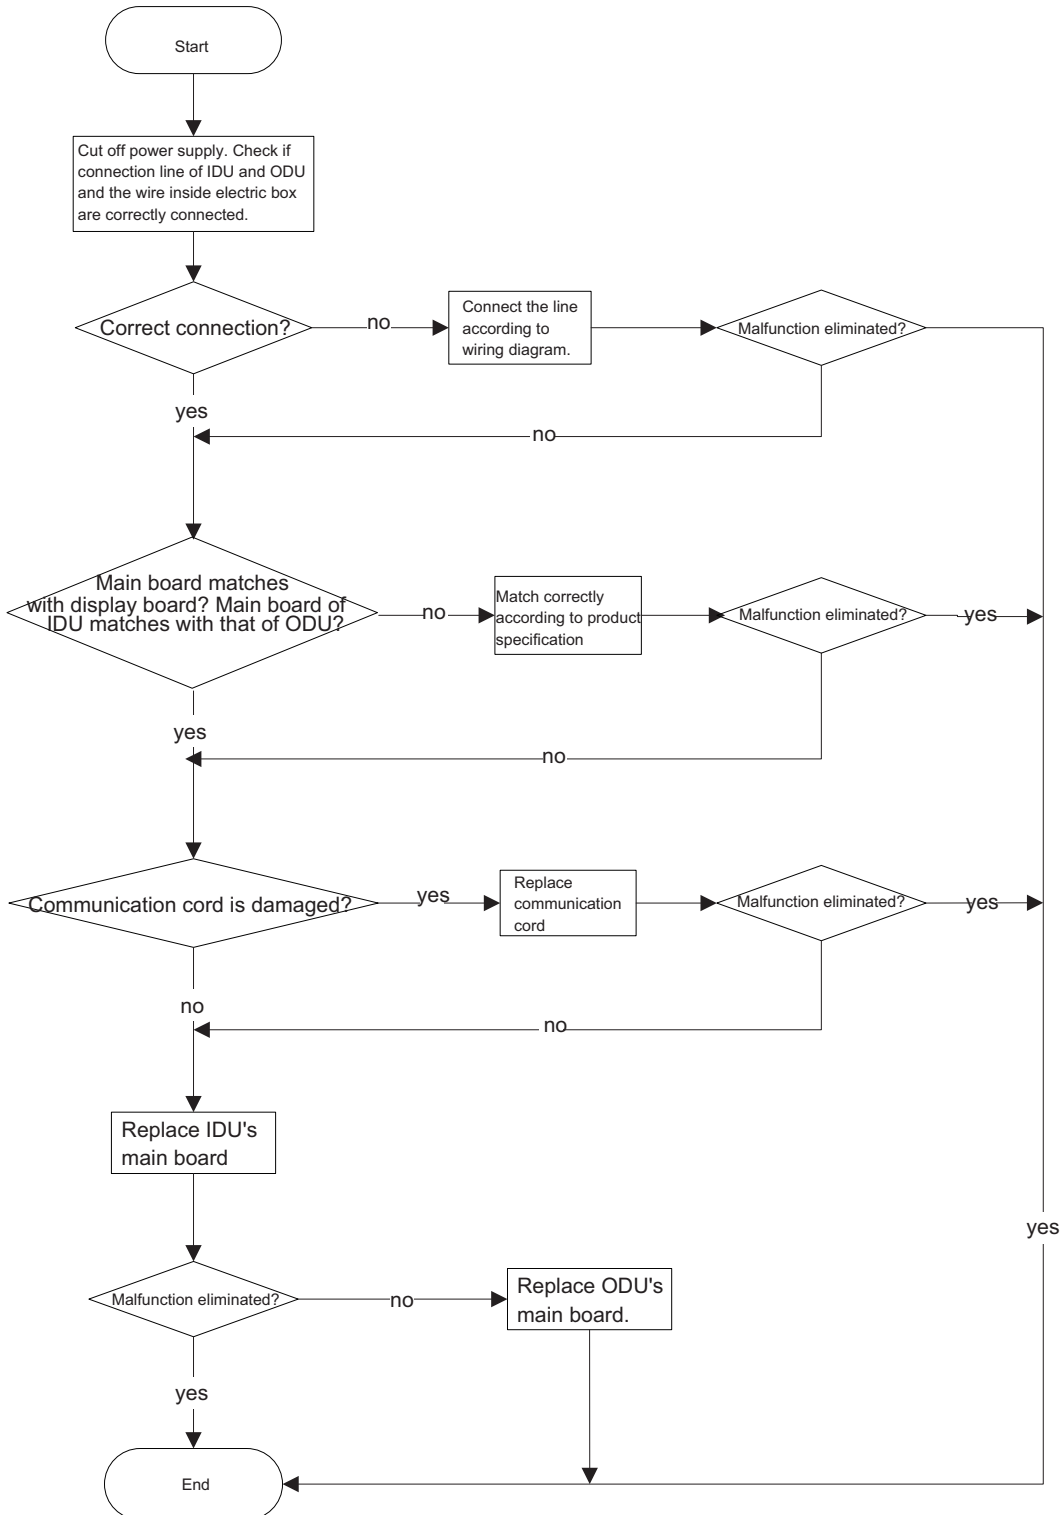 Start
Cut off power supply. Check if
connection line of IDU and ODU
and the wire inside electric box
are correctly connected.
Correct connection?
no
Connect the line
according to
wiring diagram.
Malfunction eliminated?
yes
no
Main board matches
with display board? Main board of
IDU matches with that of ODU?
no
Match correctly
according to product
specification
Malfunction eliminated?
yes
yes
no
Communication cord is damaged?
yes
Replace
communication
cord
Malfunction eliminated?
yes
no
no
Replace IDU's
main board
yes
Malfunction eliminated?
no
Replace ODU's
main board.
yes
End